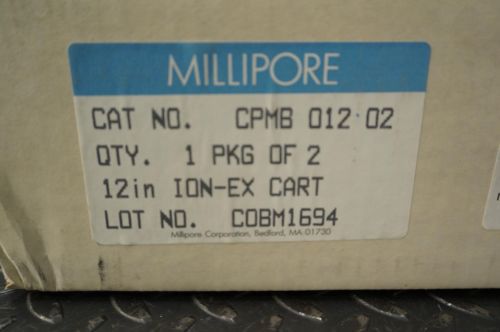 MILLIPORE
CAT NO. CPMB 012 02
QTY. 1 PKG OF 2
12in ION-EX CART
LOT NO. COBM1694
Millipore Corporation, Bedford, MA 01730